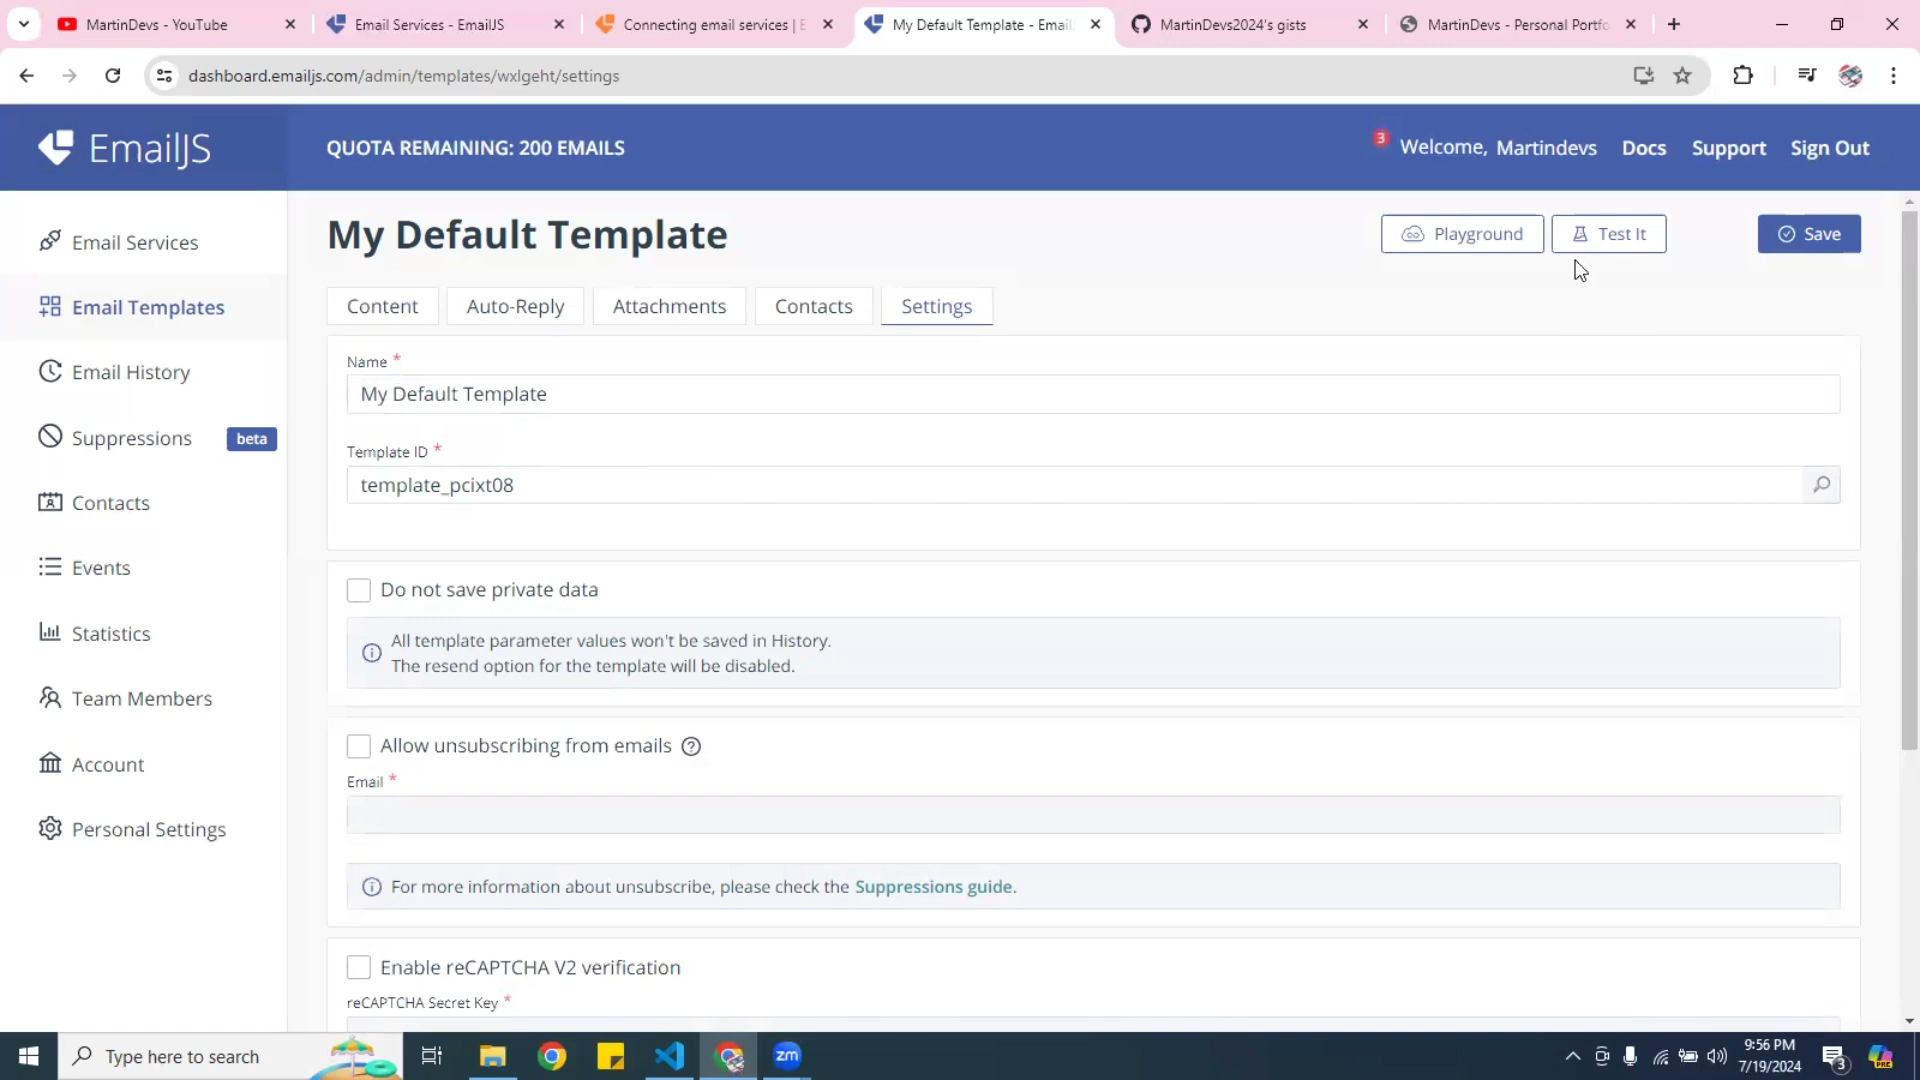 MartinDevs - YouTube
Email Services - EmailJS
Connecting email services | E
My Default Template - Email
MartinDevs2024's gists
MartinDevs - Personal Portfo
dashboard.emailjs.com/admin/templates/wxlgeht/settings
EmailJS
QUOTA REMAINING: 200 EMAILS
3
Welcome, Martindevs
Docs
Support
Sign Out
Email Services
Email Templates
Email History
Suppressions
beta
Contacts
Events
Statistics
Team Members
Account
Personal Settings
My Default Template
Playground
Test It
Save
Content
Auto-Reply
Attachments
Contacts
Settings
Name *
My Default Template
Template ID *
template_pcixt08
Do not save private data
All template parameter values won't be saved in History.
The resend option for the template will be disabled.
Allow unsubscribing from emails
Email *
For more information about unsubscribe, please check the Suppressions guide.
Enable reCAPTCHA V2 verification
reCAPTCHA Secret Key *
Type here to search
zm
9:56 PM
7/19/2024
3
PRE